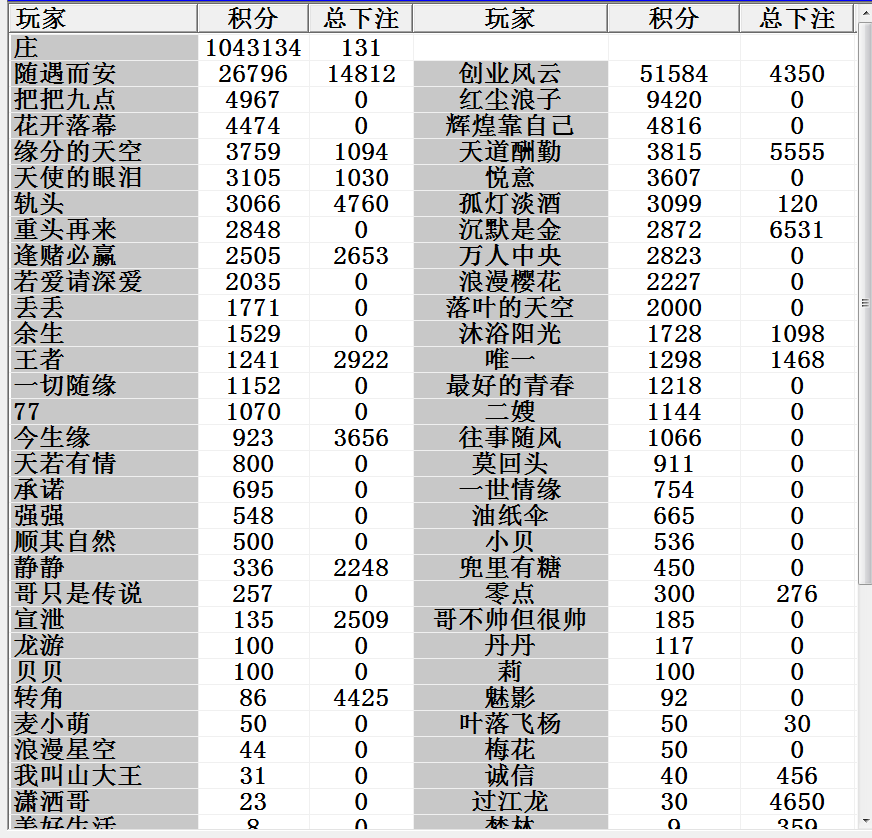 玩家 积分 总下注 玩家 积分 总下注
庄 1043134 131
随遇而安 26796 14812 创业风云 51584 4350
把把九点 4967 0 红尘浪子 9420 0
花开落幕 4474 0 辉煌靠自己 4816 0
缘分的天空 3759 1094 天道酬勤 3815 5555
天使的眼泪 3105 1030 悦意 3607 0
轨头 3066 4760 孤灯淡酒 3099 120
重头再来 2848 0 沉默是金 2872 6531
逢赌必赢 2505 2653 万人中央 2823 0
若爱请深爱 2035 0 浪漫樱花 2227 0
丢丢 1771 0 落叶的天空 2000 0
余生 1529 0 沐浴阳光 1728 1098
王者 1241 2922 唯一 1298 1468
一切随缘 1152 0 最好的青春 1218 0
77 1070 0 二嫂 1144 0
今生缘 923 3656 往事随风 1066 0
天若有情 800 0 莫回头 911 0
承诺 695 0 一世情缘 754 0
强强 548 0 油纸伞 665 0
顺其自然 500 0 小贝 536 0
静静 336 2248 兜里有糖 450 0
哥只是传说 257 0 零点 300 276
宣泄 135 2509 哥不帅但很帅 185 0
龙游 100 0 丹丹 117 0
贝贝 100 0 莉 100 0
转角 86 4425 魅影 92 0
麦小萌 50 0 叶落飞杨 50 30
浪漫星空 44 0 梅花 50 0
我叫山大王 31 0 诚信 40 456
潇洒哥 23 0 过江龙 30 4650
美好生活 8 0 梦林 9 359